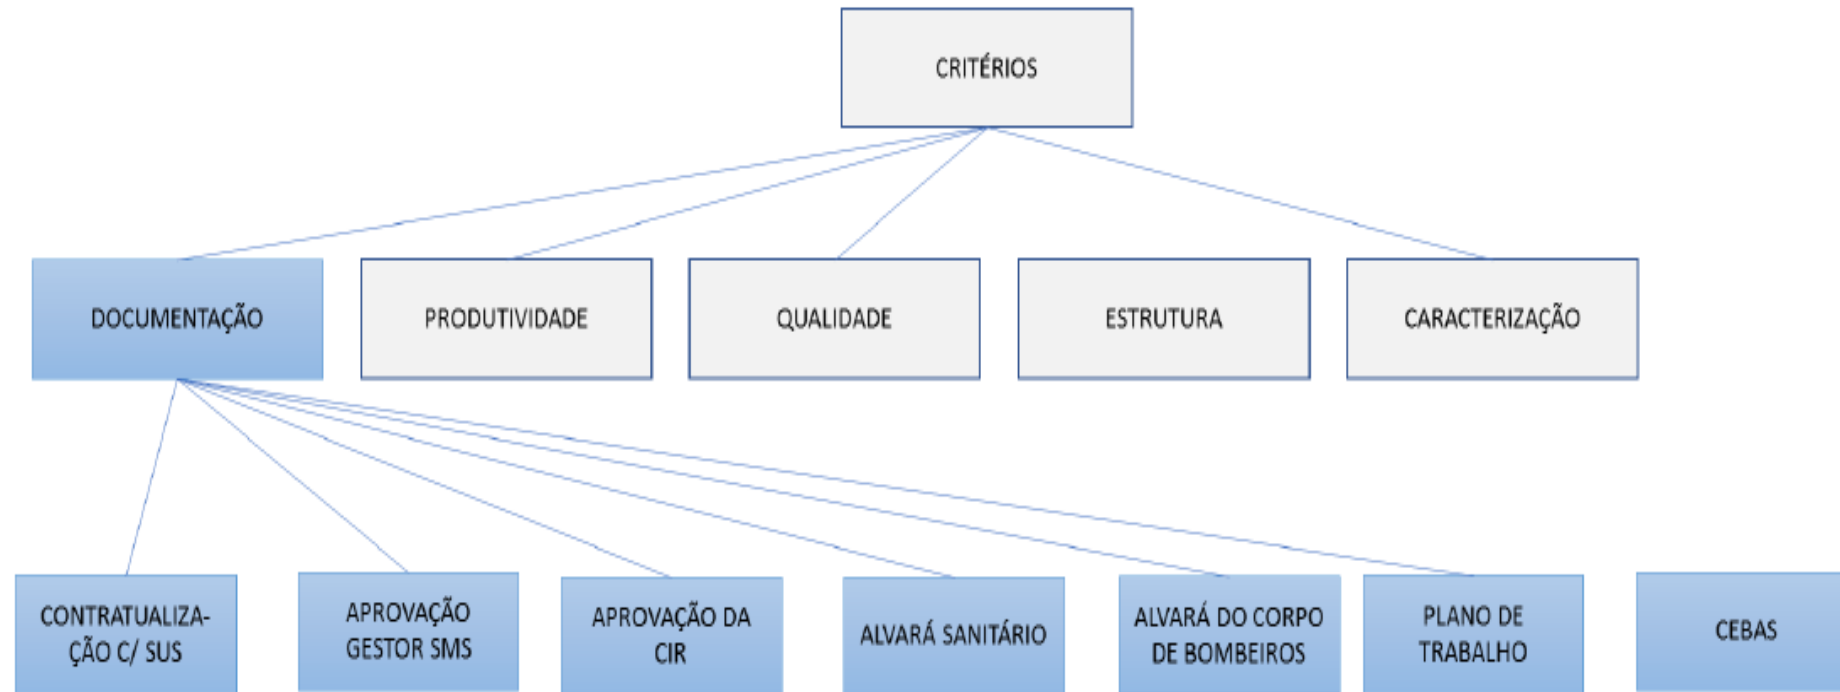 CRITÉRIOS
DOCUMENTAÇÃO
PRODUTIVIDADE
QUALIDADE
ESTRUTURA
CARACTERIZAÇÃO
CONTRATUALIZA-
ÇÃO C/ SUS
APROVAÇÃO
GESTOR SMS
APROVAÇÃO DA
CIR
ALVARÁ SANITÁRIO
ALVARÁ DO CORPO
DE BOMBEIROS
PLANO DE
TRABALHO
CEBAS